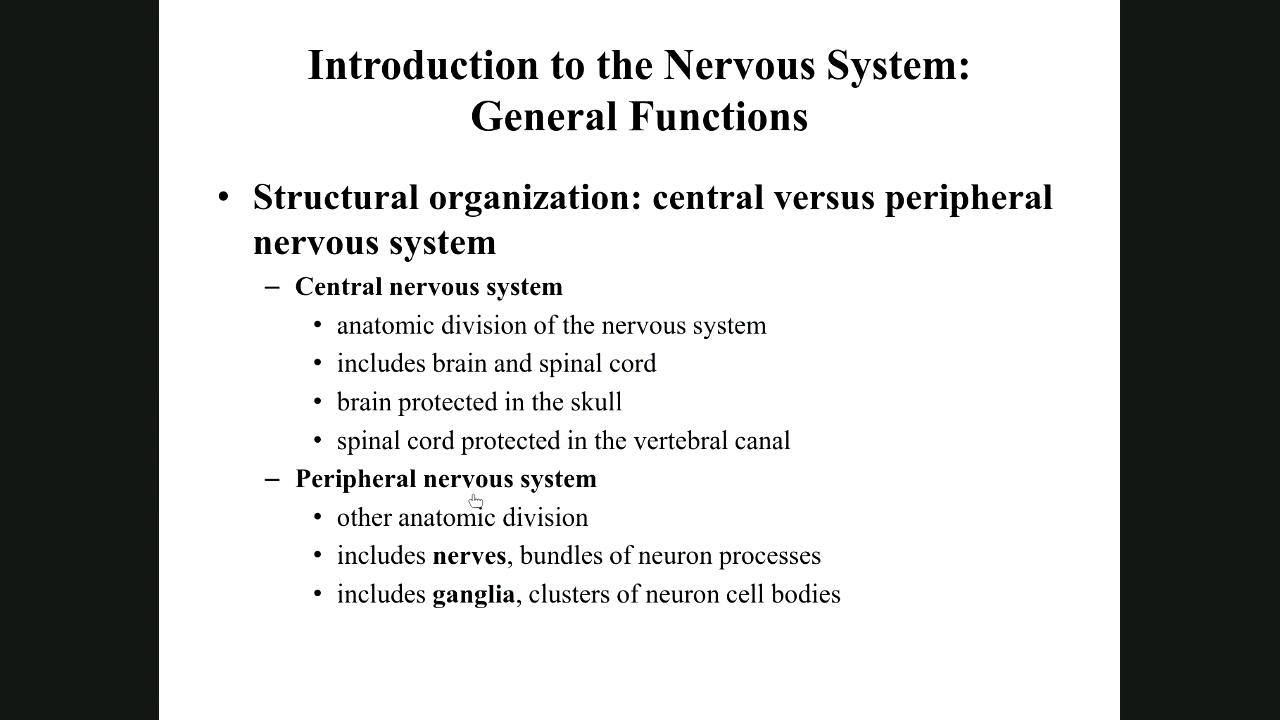 Introduction to the Nervous System:
General Functions
• Structural organization: central versus peripheral
nervous system
– Central nervous system
• anatomic division of the nervous system
• includes brain and spinal cord
• brain protected in the skull
• spinal cord protected in the vertebral canal
– Peripheral nervous system
• other anatomic division
• includes nerves, bundles of neuron processes
• includes ganglia, clusters of neuron cell bodies